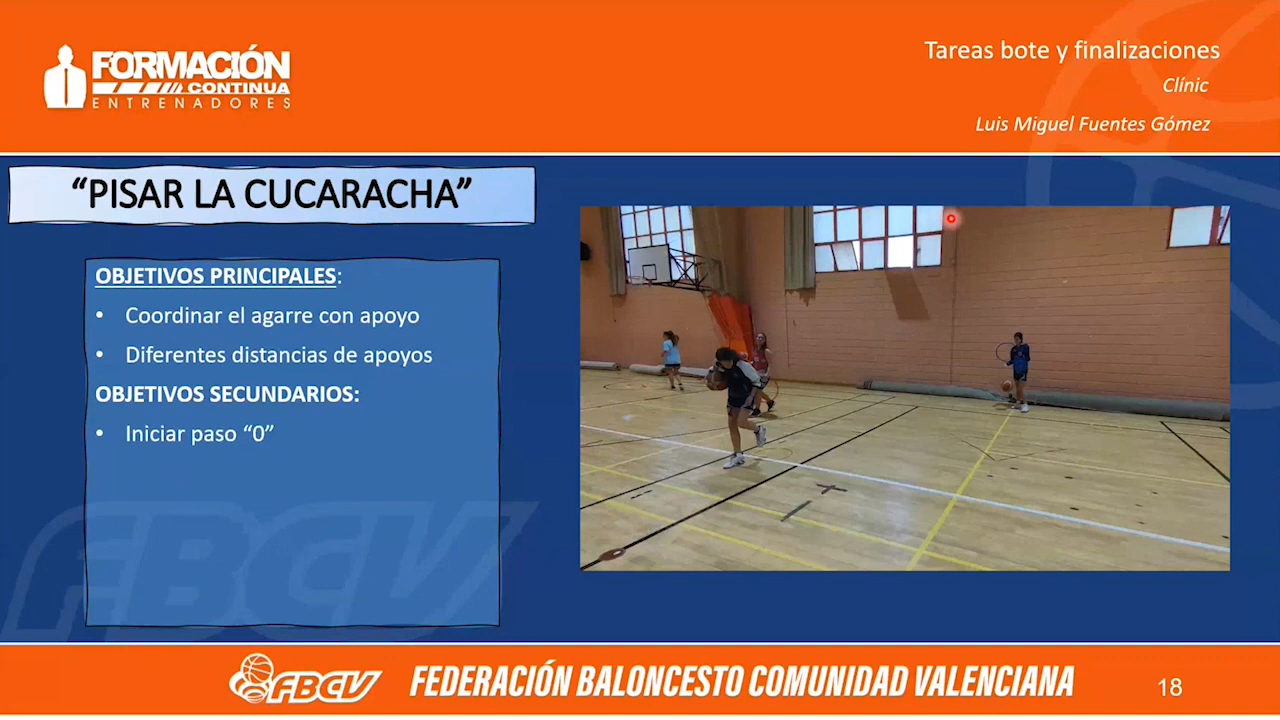 FORMACIÓN
CONTINUA
ENTRENADORES
Tareas bote y finalizaciones
Clínic
Luis Miguel Fuentes Gómez
“PISAR LA CUCARACHA”
OBJETIVOS PRINCIPALES:
• Coordinar el agarre con apoyo
• Diferentes distancias de apoyos
OBJETIVOS SECUNDARIOS:
• Iniciar paso “0”
FBCV
FBCV
FEDERACIÓN BALONCESTO COMUNIDAD VALENCIANA
18